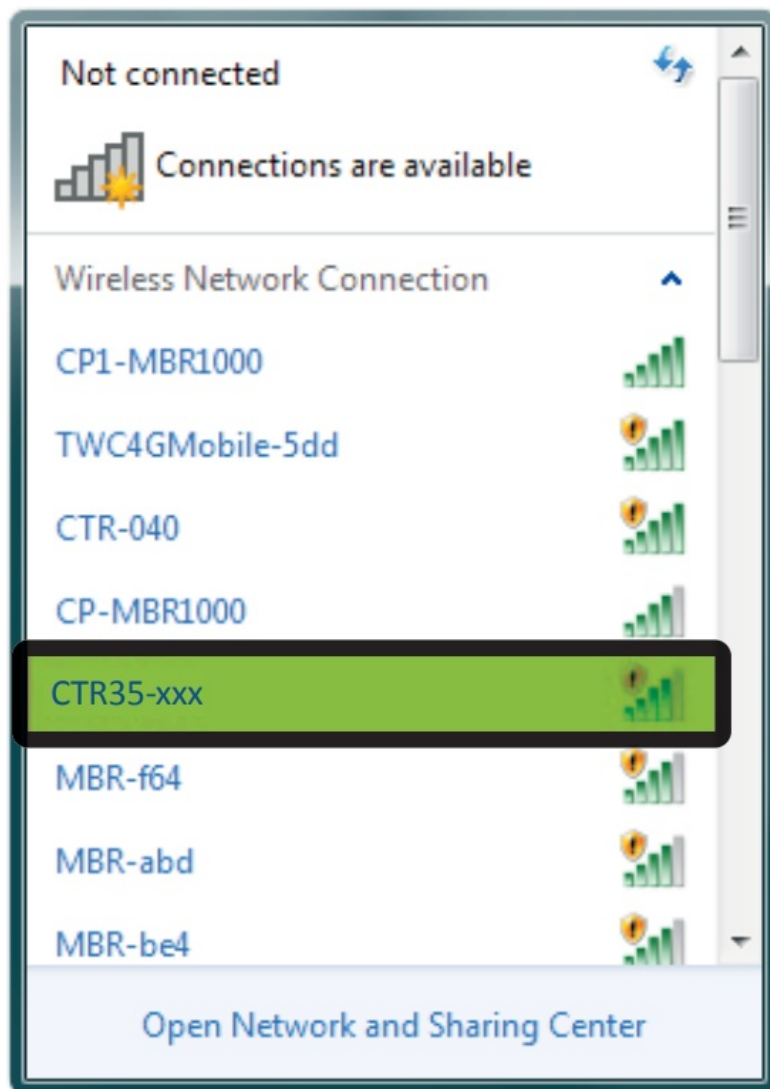 Not connected
Connections are available
Wireless Network Connection
CP1-MBR1000
TWC4GMobile-5dd
CTR-040
CP-MBR1000
CTR35-xxx
MBR-f64
MBR-abd
MBR-be4
Open Network and Sharing Center